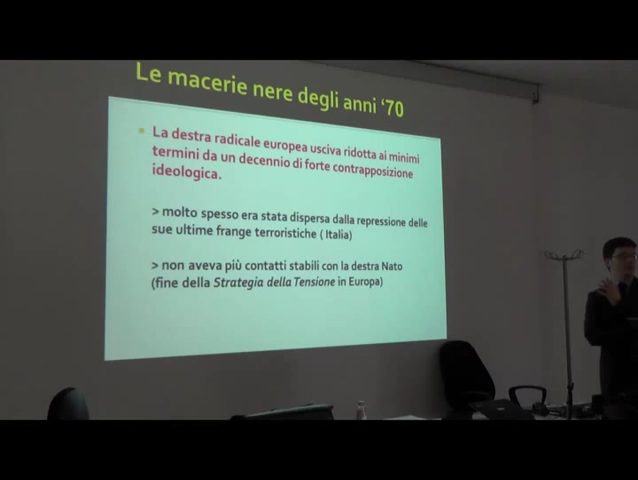 Le macerie nere degli anni ‘70
La destra radicale europea usciva ridotta ai minimi
termini da un decennio di forte contrapposizione
ideologica.
> molto spesso era stata dispersa dalla repressione delle
sue ultime frange terroristiche ( Italia)
> non aveva più contatti stabili con la destra Nato
(fine della Strategia della Tensione in Europa)